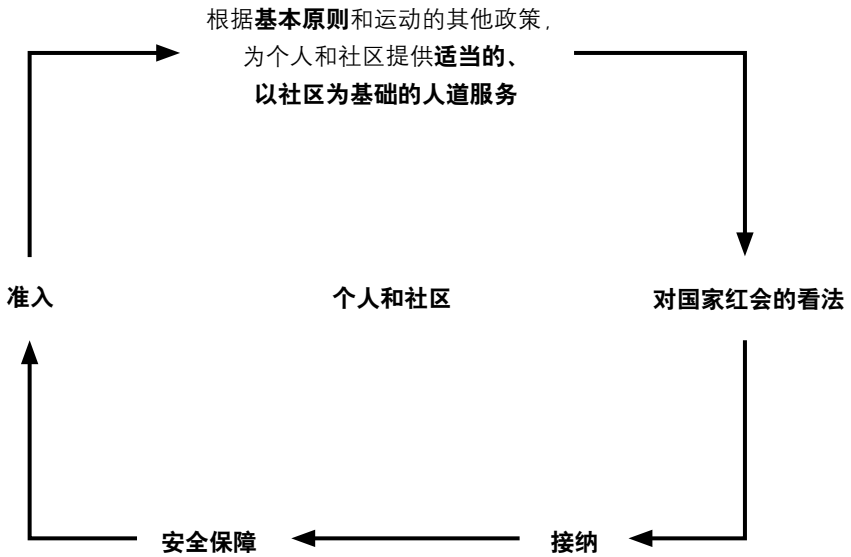 根据基本原则和运动的其他政策，
为个人和社区提供适当的、
以社区为基础的人道服务
准入
个人和社区
对国家红会的看法
安全保障
接纳